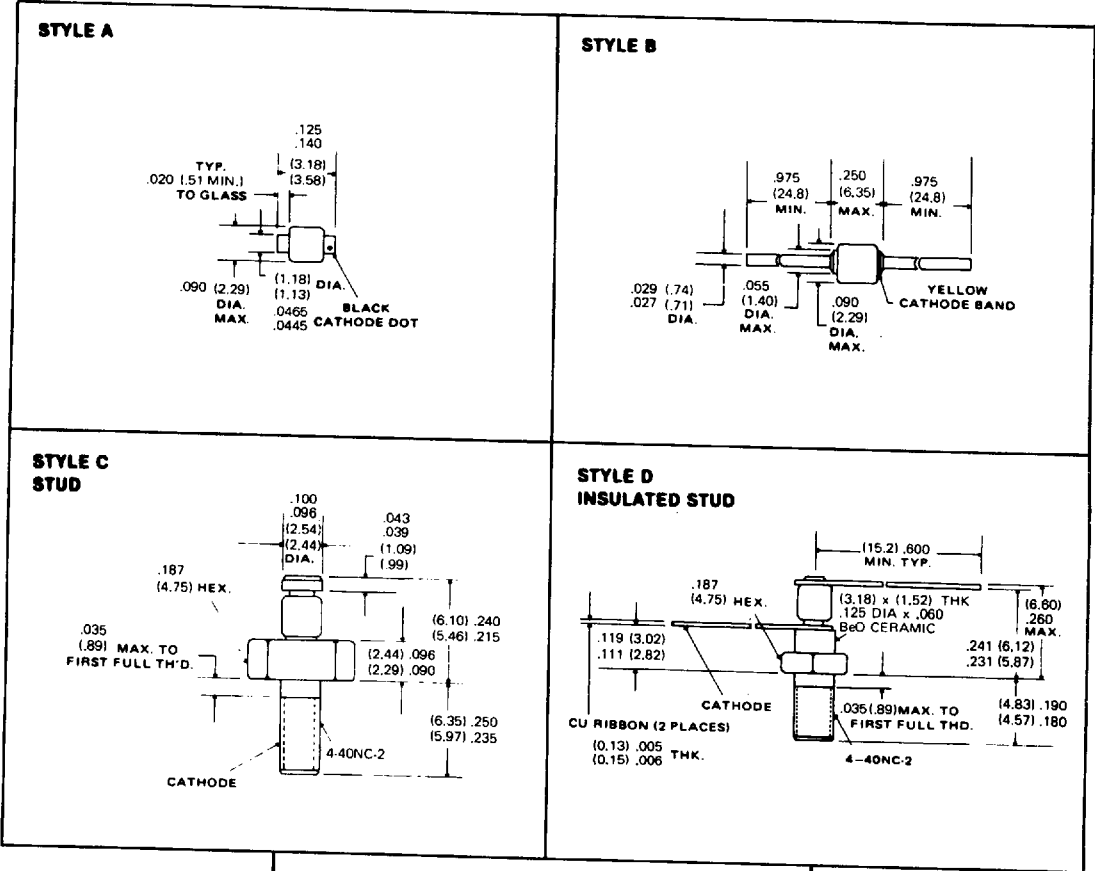 STYLE A
.125
.140
(3.18)
(3.58)
TYP.
.020 (.51 MIN.)
TO GLASS
.090 (2.29)
DIA.
MAX.
(1.18) DIA.
(1.13)
.0465
.0445
BLACK
CATHODE DOT
STYLE B
.975
(24.8)
MIN.
.250
(6.35)
MAX.
.975
(24.8)
MIN.
.029 (.74)
.027 (.71)
DIA.
.055
(1.40)
DIA.
MAX.
.090
(2.29)
DIA.
MAX.
YELLOW
CATHODE BAND
STYLE C
STUD
.100
.096
(2.54)
(2.44)
DIA.
.043
.039
(1.09)
(.99)
.187
(4.75) HEX.
.035
(.89) MAX. TO
FIRST FULL TH'D.
(6.10) .240
(5.46) .215
(2.44) .096
(2.29) .090
(6.35) .250
(5.97) .235
4-40NC-2
CATHODE
STYLE D
INSULATED STUD
(15.2) .600
MIN. TYP.
.187
(4.75) HEX.
(3.18) x (1.52) THK
.125 DIA x .060
BeO CERAMIC
(6.60)
.260
MAX.
.119 (3.02)
.111 (2.82)
.241 (6.12)
.231 (5.87)
CATHODE
.035(.89)MAX. TO
FIRST FULL THD.
(4.83) .190
(4.57) .180
CU RIBBON (2 PLACES)
(0.13) .005
(0.15) .006 THK.
4-40NC-2